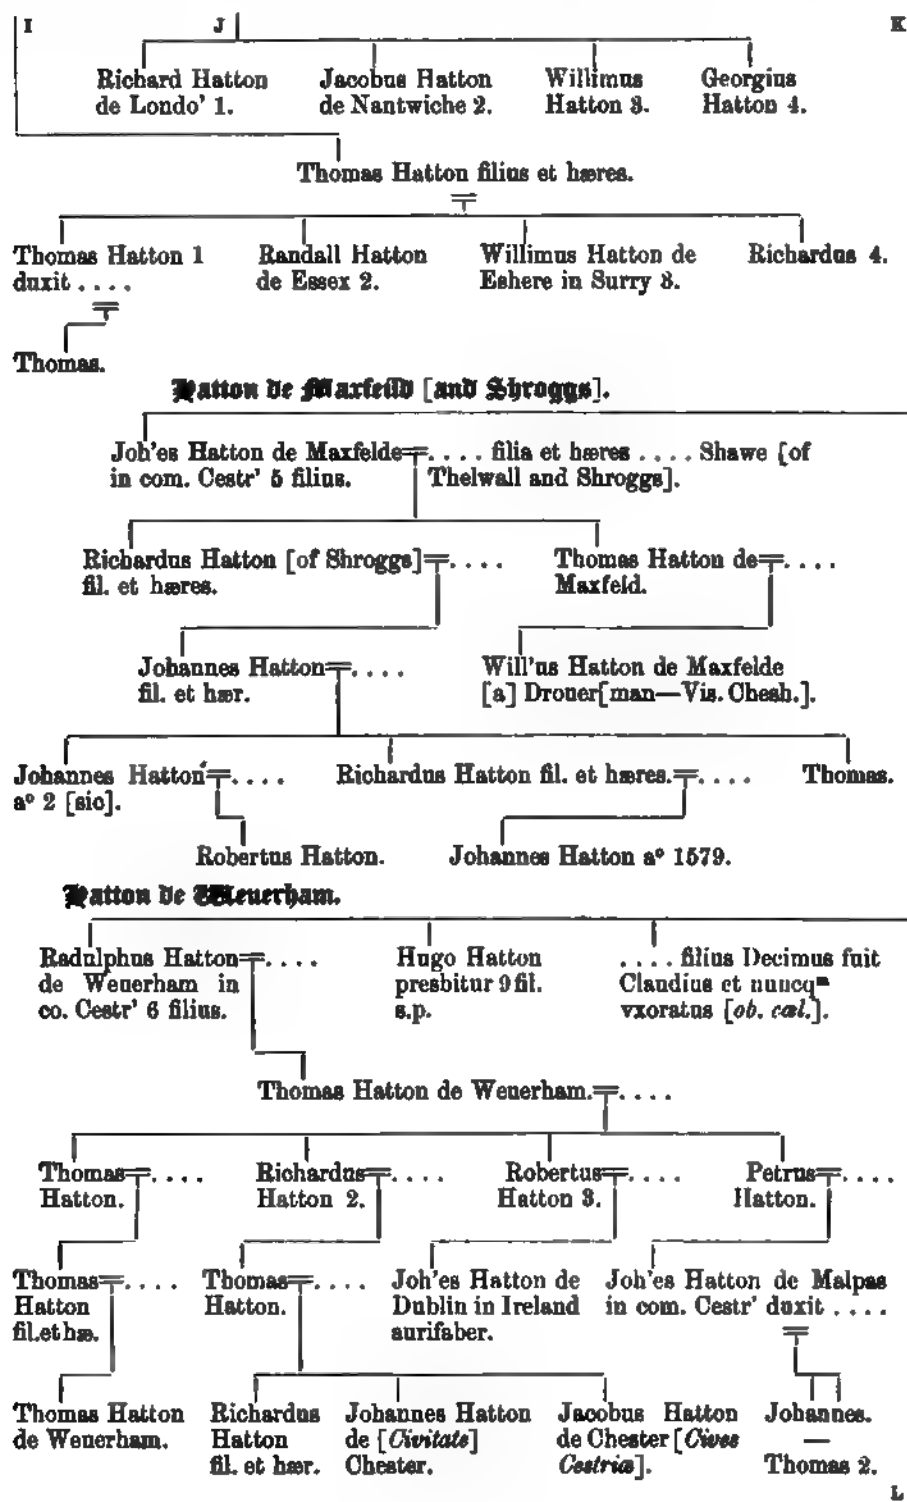 I J K
Richard Hatton Jacobus Hatton Willimus Georgius
de Londo' 1. de Nantwiche 2. Hatton 3. Hatton 4.
Thomas Hatton filius et hæres.
Thomas Hatton 1 Randall Hatton Willimus Hatton de Richardus 4.
duxit . . . . de Essex 2. Eshere in Surry 3.
Thomas.
Hatton de Maxfeild [and Shroggs].
Joh'es Hatton de Maxfelde . . . . filia et hæres . . . . Shawe [of
in com. Cestr' 5 filius. Thelwall and Shroggs].
Richardus Hatton [of Shroggs] . . . . Thomas Hatton de . . . .
fil. et hæres. Maxfeld.
Johannes Hatton . . . . Will'us Hatton de Maxfelde
fil. et hær. [a] Drouer[man—Vis. Chesh.].
Johannes Hatton . . . . Richardus Hatton fil. et hæres. . . . . Thomas.
aº 2 [sic].
Robertus Hatton. Johannes Hatton aº 1579.
Hatton de Weuerham.
Radulphus Hatton . . . . Hugo Hatton . . . . filius Decimus fuit
de Weuerham in presbitur 9 fil. Claudius et nuncqᵐ
co. Cestr' 6 filius. s.p. vxoratus [ob. cæl.].
Thomas Hatton de Weuerham. . . . .
Thomas . . . . Richardus . . . . Robertus . . . . Petrus . . . .
Hatton. Hatton 2. Hatton 3. Hatton.
Thomas . . . . Thomas . . . . Joh'es Hatton de Joh'es Hatton de Malpas
Hatton Hatton. Dublin in Ireland in com. Cestr' duxit . . . .
fil.et hæ. aurifaber.
Thomas Hatton Richardus Johannes Hatton Jacobus Hatton Johannes.
de Weuerham. Hatton de [Civitate] de Chester [Cives —
fil. et hær. Chester. Cestriæ]. Thomas 2.
L